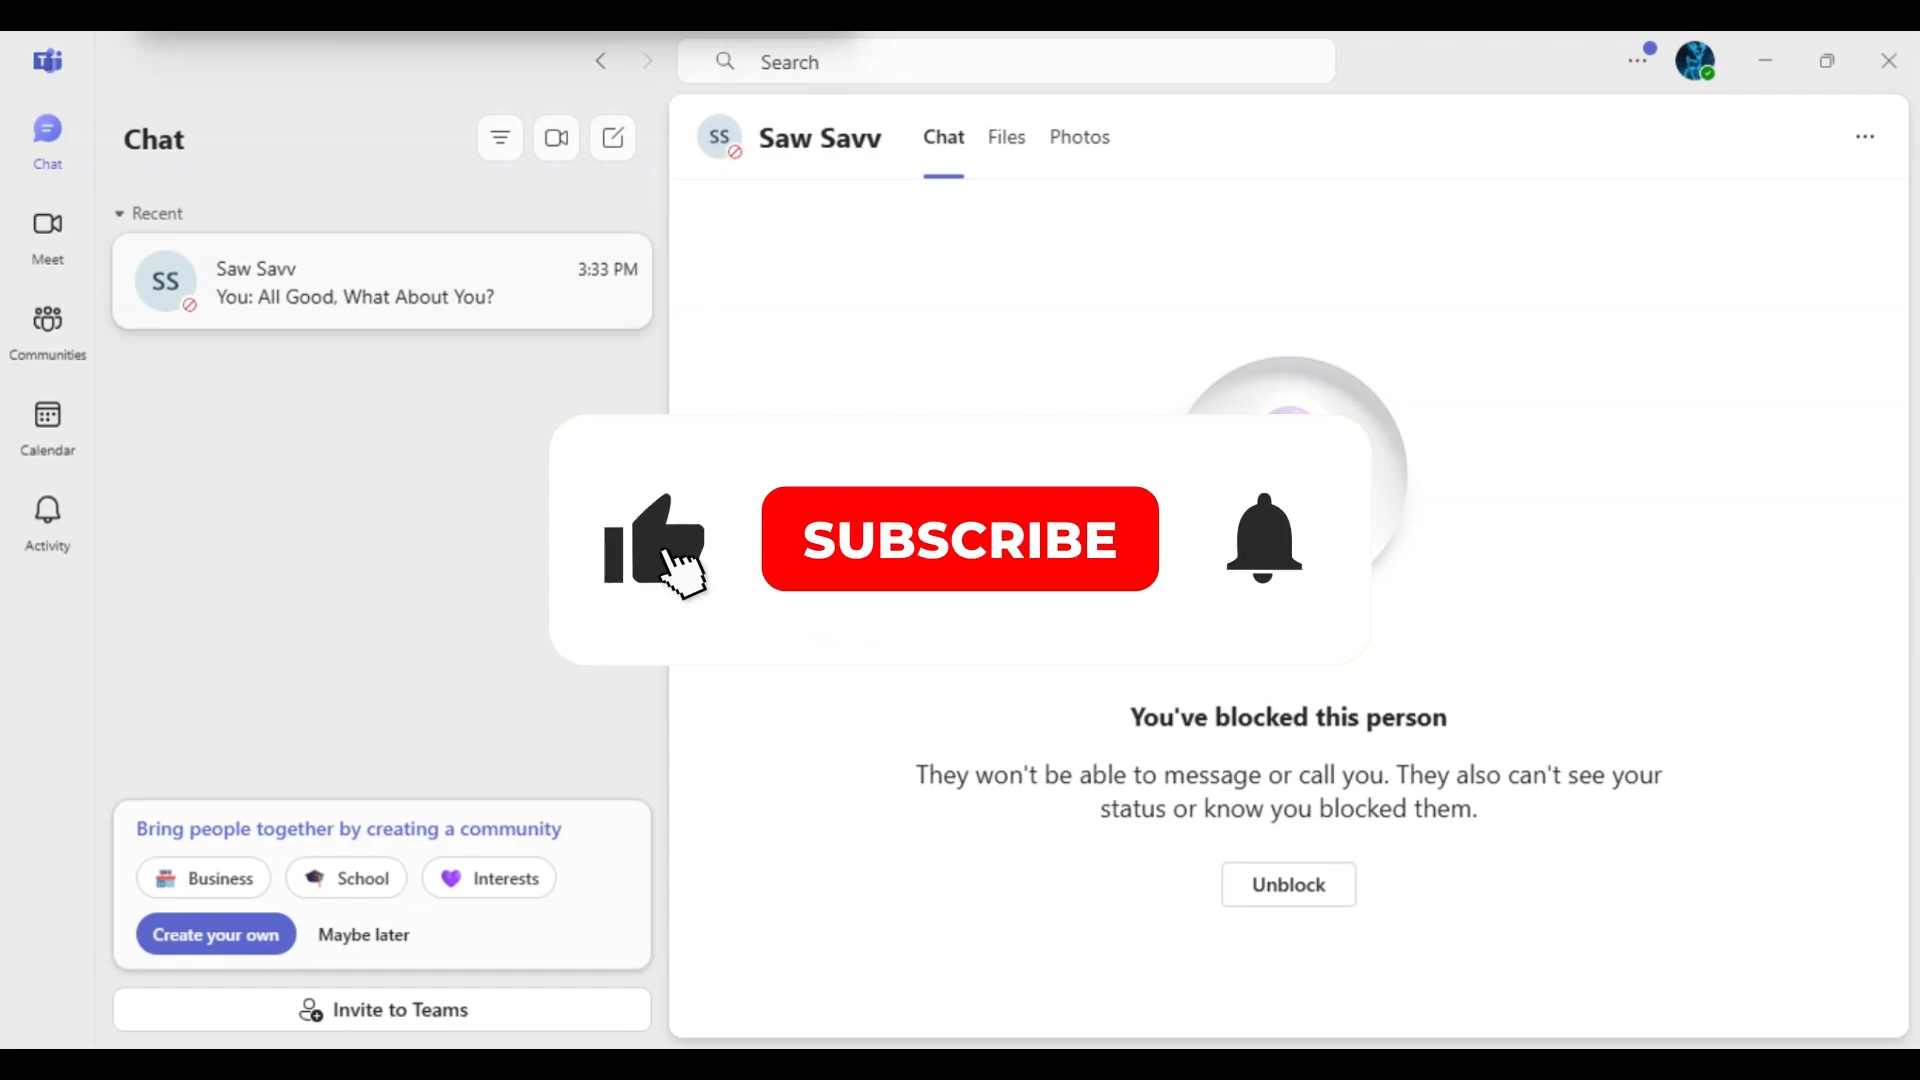 Search
Chat
Chat
Meet
Communities
Calendar
Activity
Recent
SS
Saw Savv
3:33 PM
You: All Good, What About You?
SS
Saw Savv
Chat
Files
Photos
SUBSCRIBE
You've blocked this person
They won't be able to message or call you. They also can't see your
status or know you blocked them.
Unblock
Bring people together by creating a community
Business
School
Interests
Create your own
Maybe later
Invite to Teams